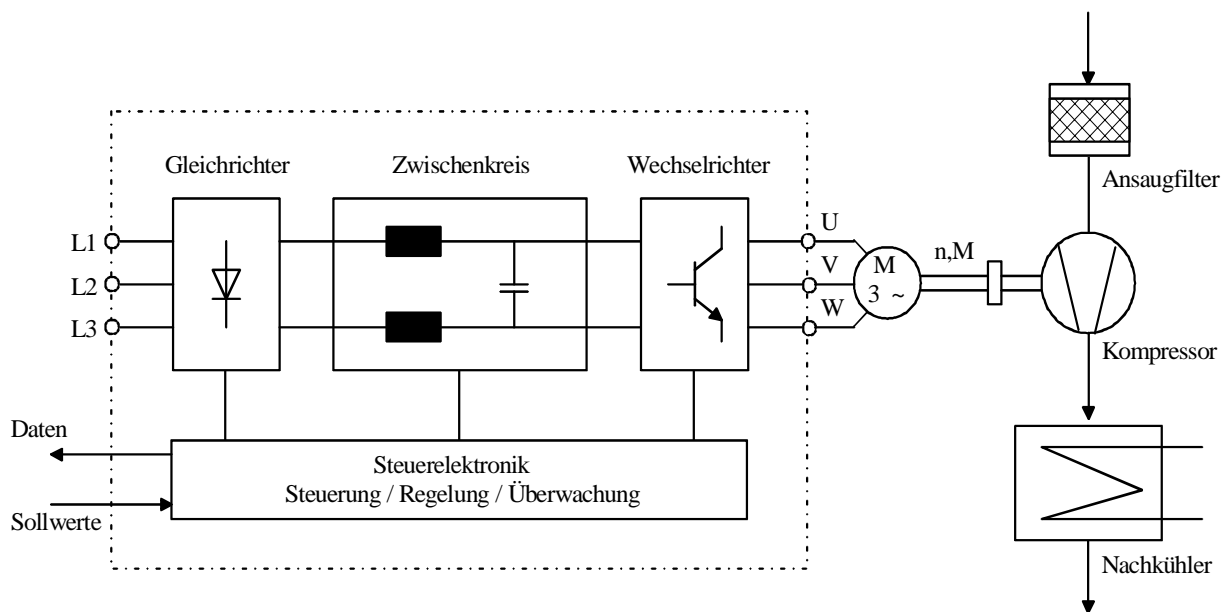 Gleichrichter
Zwischenkreis
Wechselrichter
Ansaugfilter
L1
L2
L3
U
V
W
M
3 ~
n,M
Kompressor
Daten
Sollwerte
Steuerelektronik
Steuerung / Regelung / Überwachung
Nachkühler